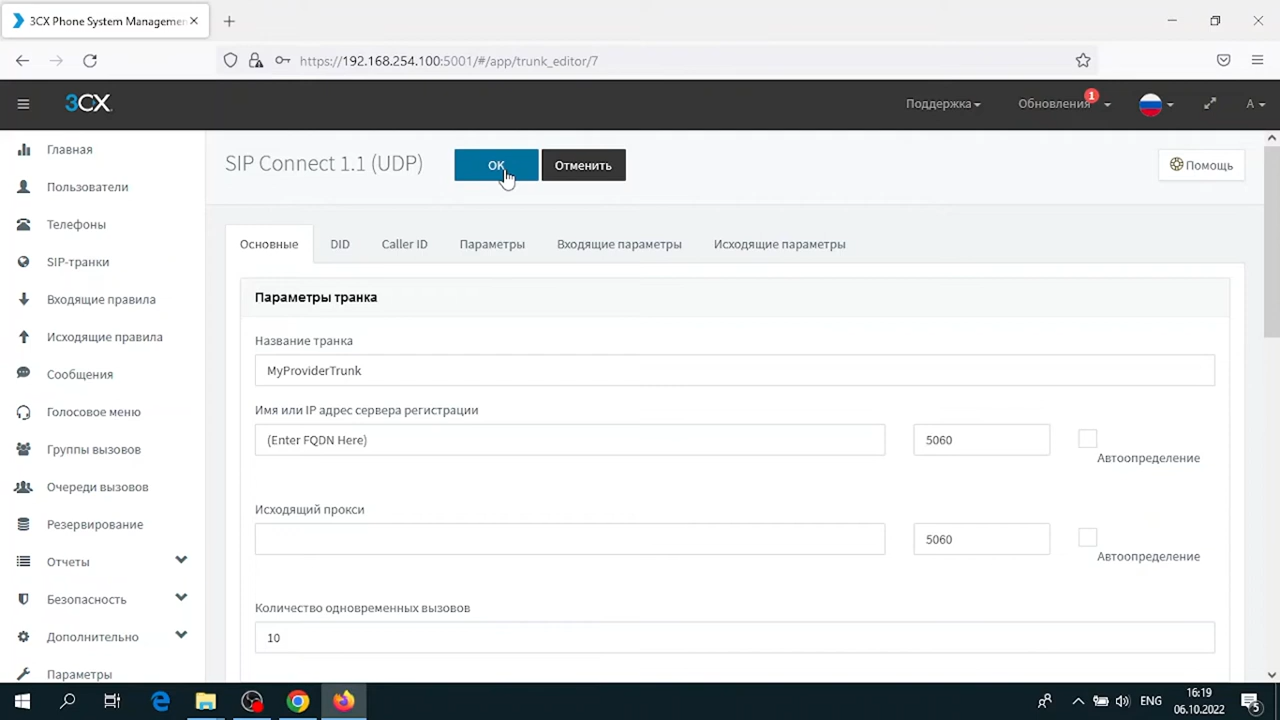 3CX Phone System Managemen
https://192.168.254.100:5001/#/app/trunk_editor/7
3CX
Поддержка
Обновления
1
A
Главная
Пользователи
Телефоны
SIP-транки
Входящие правила
Исходящие правила
Сообщения
Голосовое меню
Группы вызовов
Очереди вызовов
Резервирование
Отчеты
Безопасность
Дополнительно
Параметры
SIP Connect 1.1 (UDP)
OK
Отменить
Помощь
Основные
DID
Caller ID
Параметры
Входящие параметры
Исходящие параметры
Параметры транка
Название транка
MyProviderTrunk
Имя или IP адрес сервера регистрации
(Enter FQDN Here)
5060
Автоопределение
Исходящий прокси
5060
Автоопределение
Количество одновременных вызовов
10
ENG
16:19
06.10.2022
5